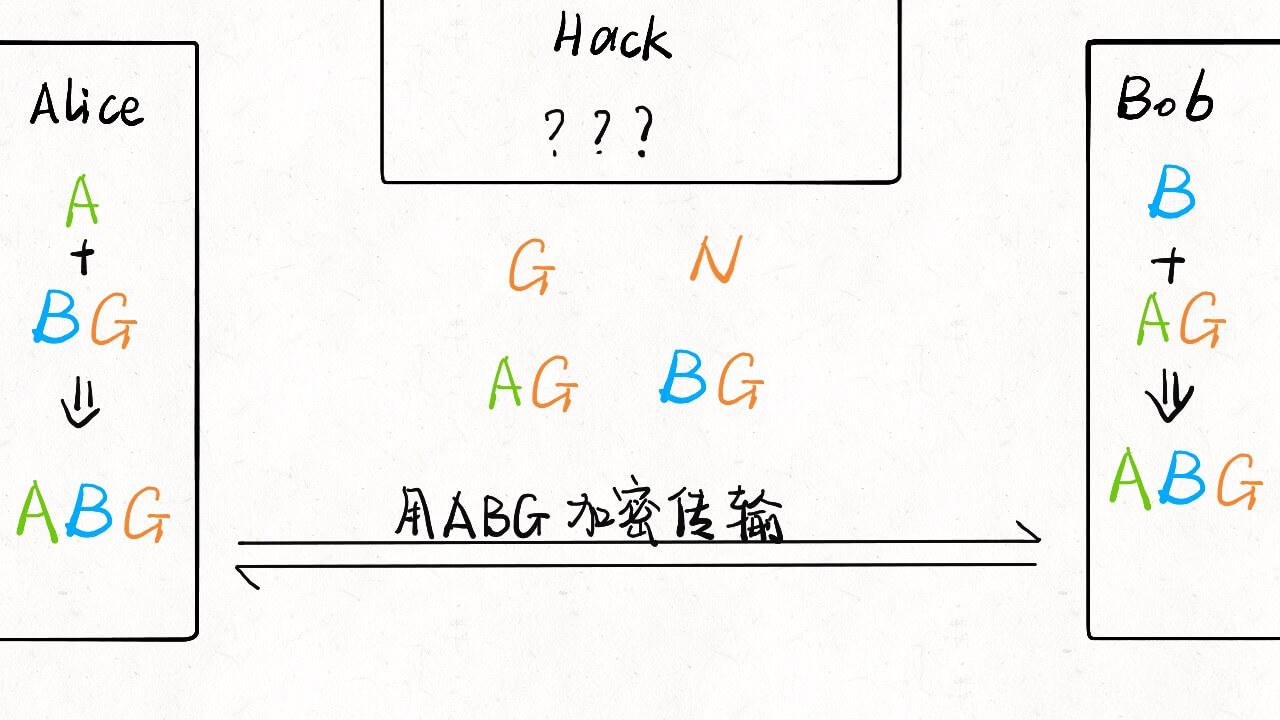 Alice
A
+
BG
⇓
ABG
Hack
? ? ?
G N
AG BG
用ABG加密传输
Bob
B
+
AG
⇓
ABG